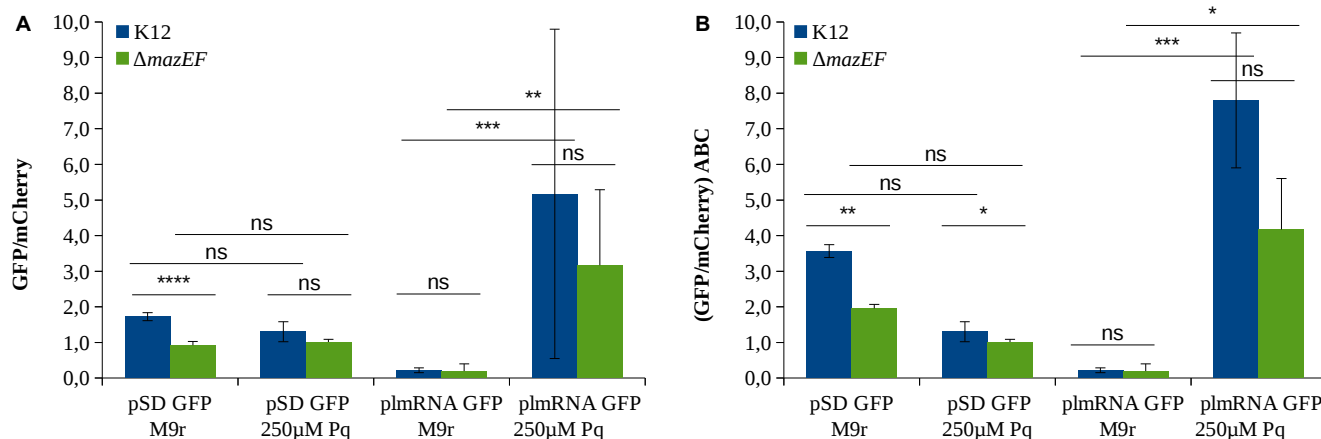 A
GFP/mCherry
10,0
9,0
8,0
7,0
6,0
5,0
4,0
3,0
2,0
1,0
0,0
K12
ΔmazEF
****
ns
ns
ns
ns
***
**
ns
pSD GFP
M9r
pSD GFP
250µM Pq
plmRNA GFP
M9r
plmRNA GFP
250µM Pq
B
(GFP/mCherry) ABC
10,0
9,0
8,0
7,0
6,0
5,0
4,0
3,0
2,0
1,0
0,0
K12
ΔmazEF
**
ns
ns
*
ns
***
*
ns
pSD GFP
M9r
pSD GFP
250µM Pq
plmRNA GFP
M9r
plmRNA GFP
250µM Pq